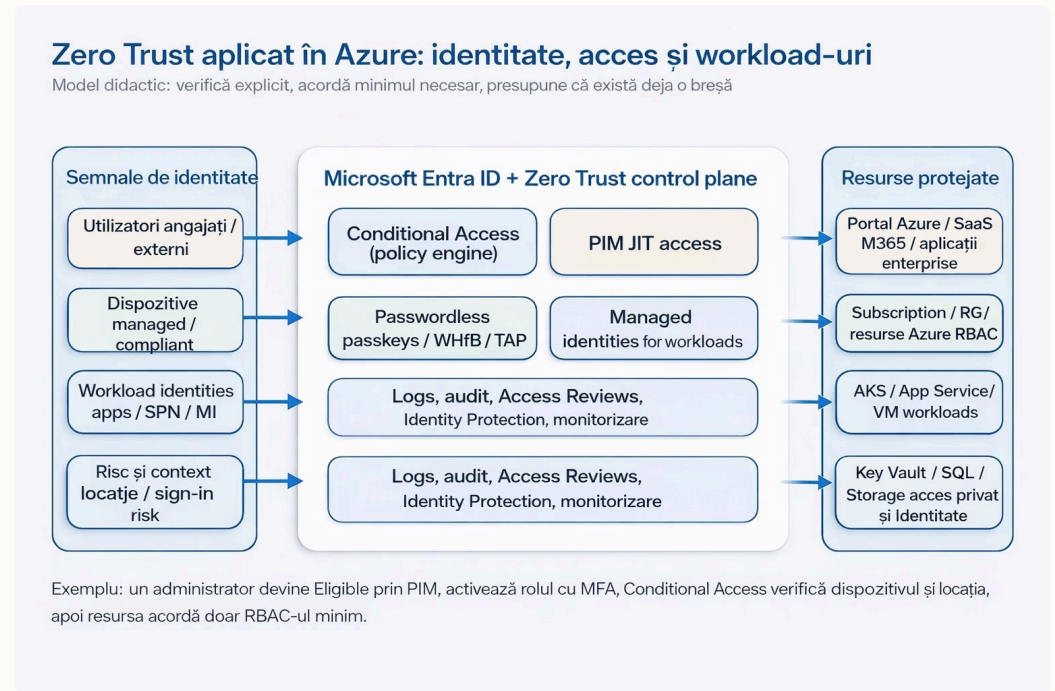 Zero Trust aplicat în Azure: identitate, acces și workload-uri
Model didactic: verifică explicit, acordă minimul necesar, presupune că există deja o breșă
Semnale de identitate
Utilizatori angajați /
externi
Dispozitive
managed /
compliant
Workload identities
apps / SPN / MI
Risc și context
locatje / sign-in
risk
Microsoft Entra ID + Zero Trust control plane
Conditional Access
(policy engine)
PIM JIT access
Passwordless
passkeys / WHfB / TAP
Managed
identities for workloads
Logs, audit, Access Reviews,
Identity Protection, monitorizare
Logs, audit, Access Reviews,
Identity Protection, monitorizare
Resurse protejate
Portal Azure / SaaS
M365 / aplicații
enterprise
Subscription / RG /
resurse Azure RBAC
AKS / App Service/
VM workloads
Key Vault / SQL /
Storage acces privat
și Identitate
Exemplu: un administrator devine Eligible prin PIM, activează rolul cu MFA, Conditional Access verifică dispozitivul și locația,
apoi resursa acordă doar RBAC-ul minim.